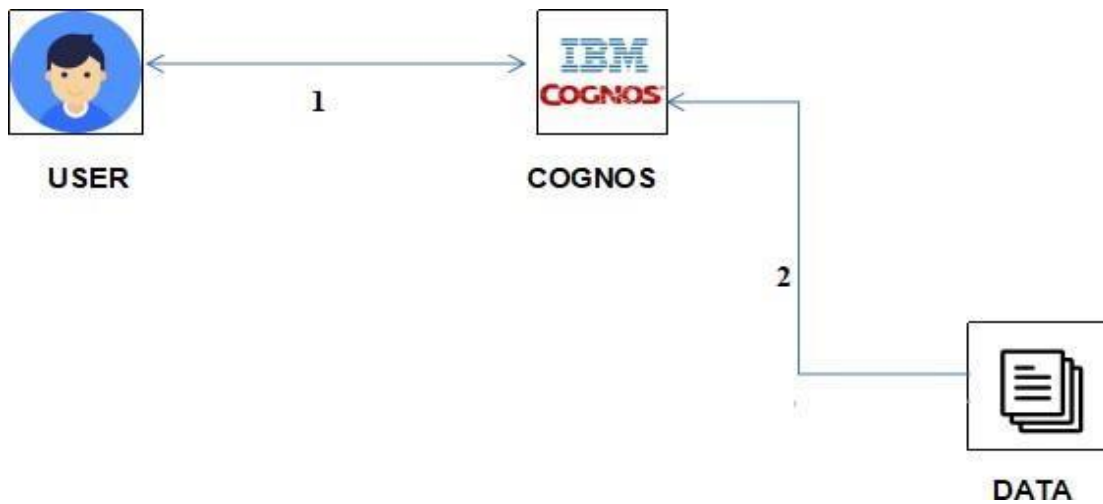 IBM
COGNOS
1
USER
COGNOS
2
DATA